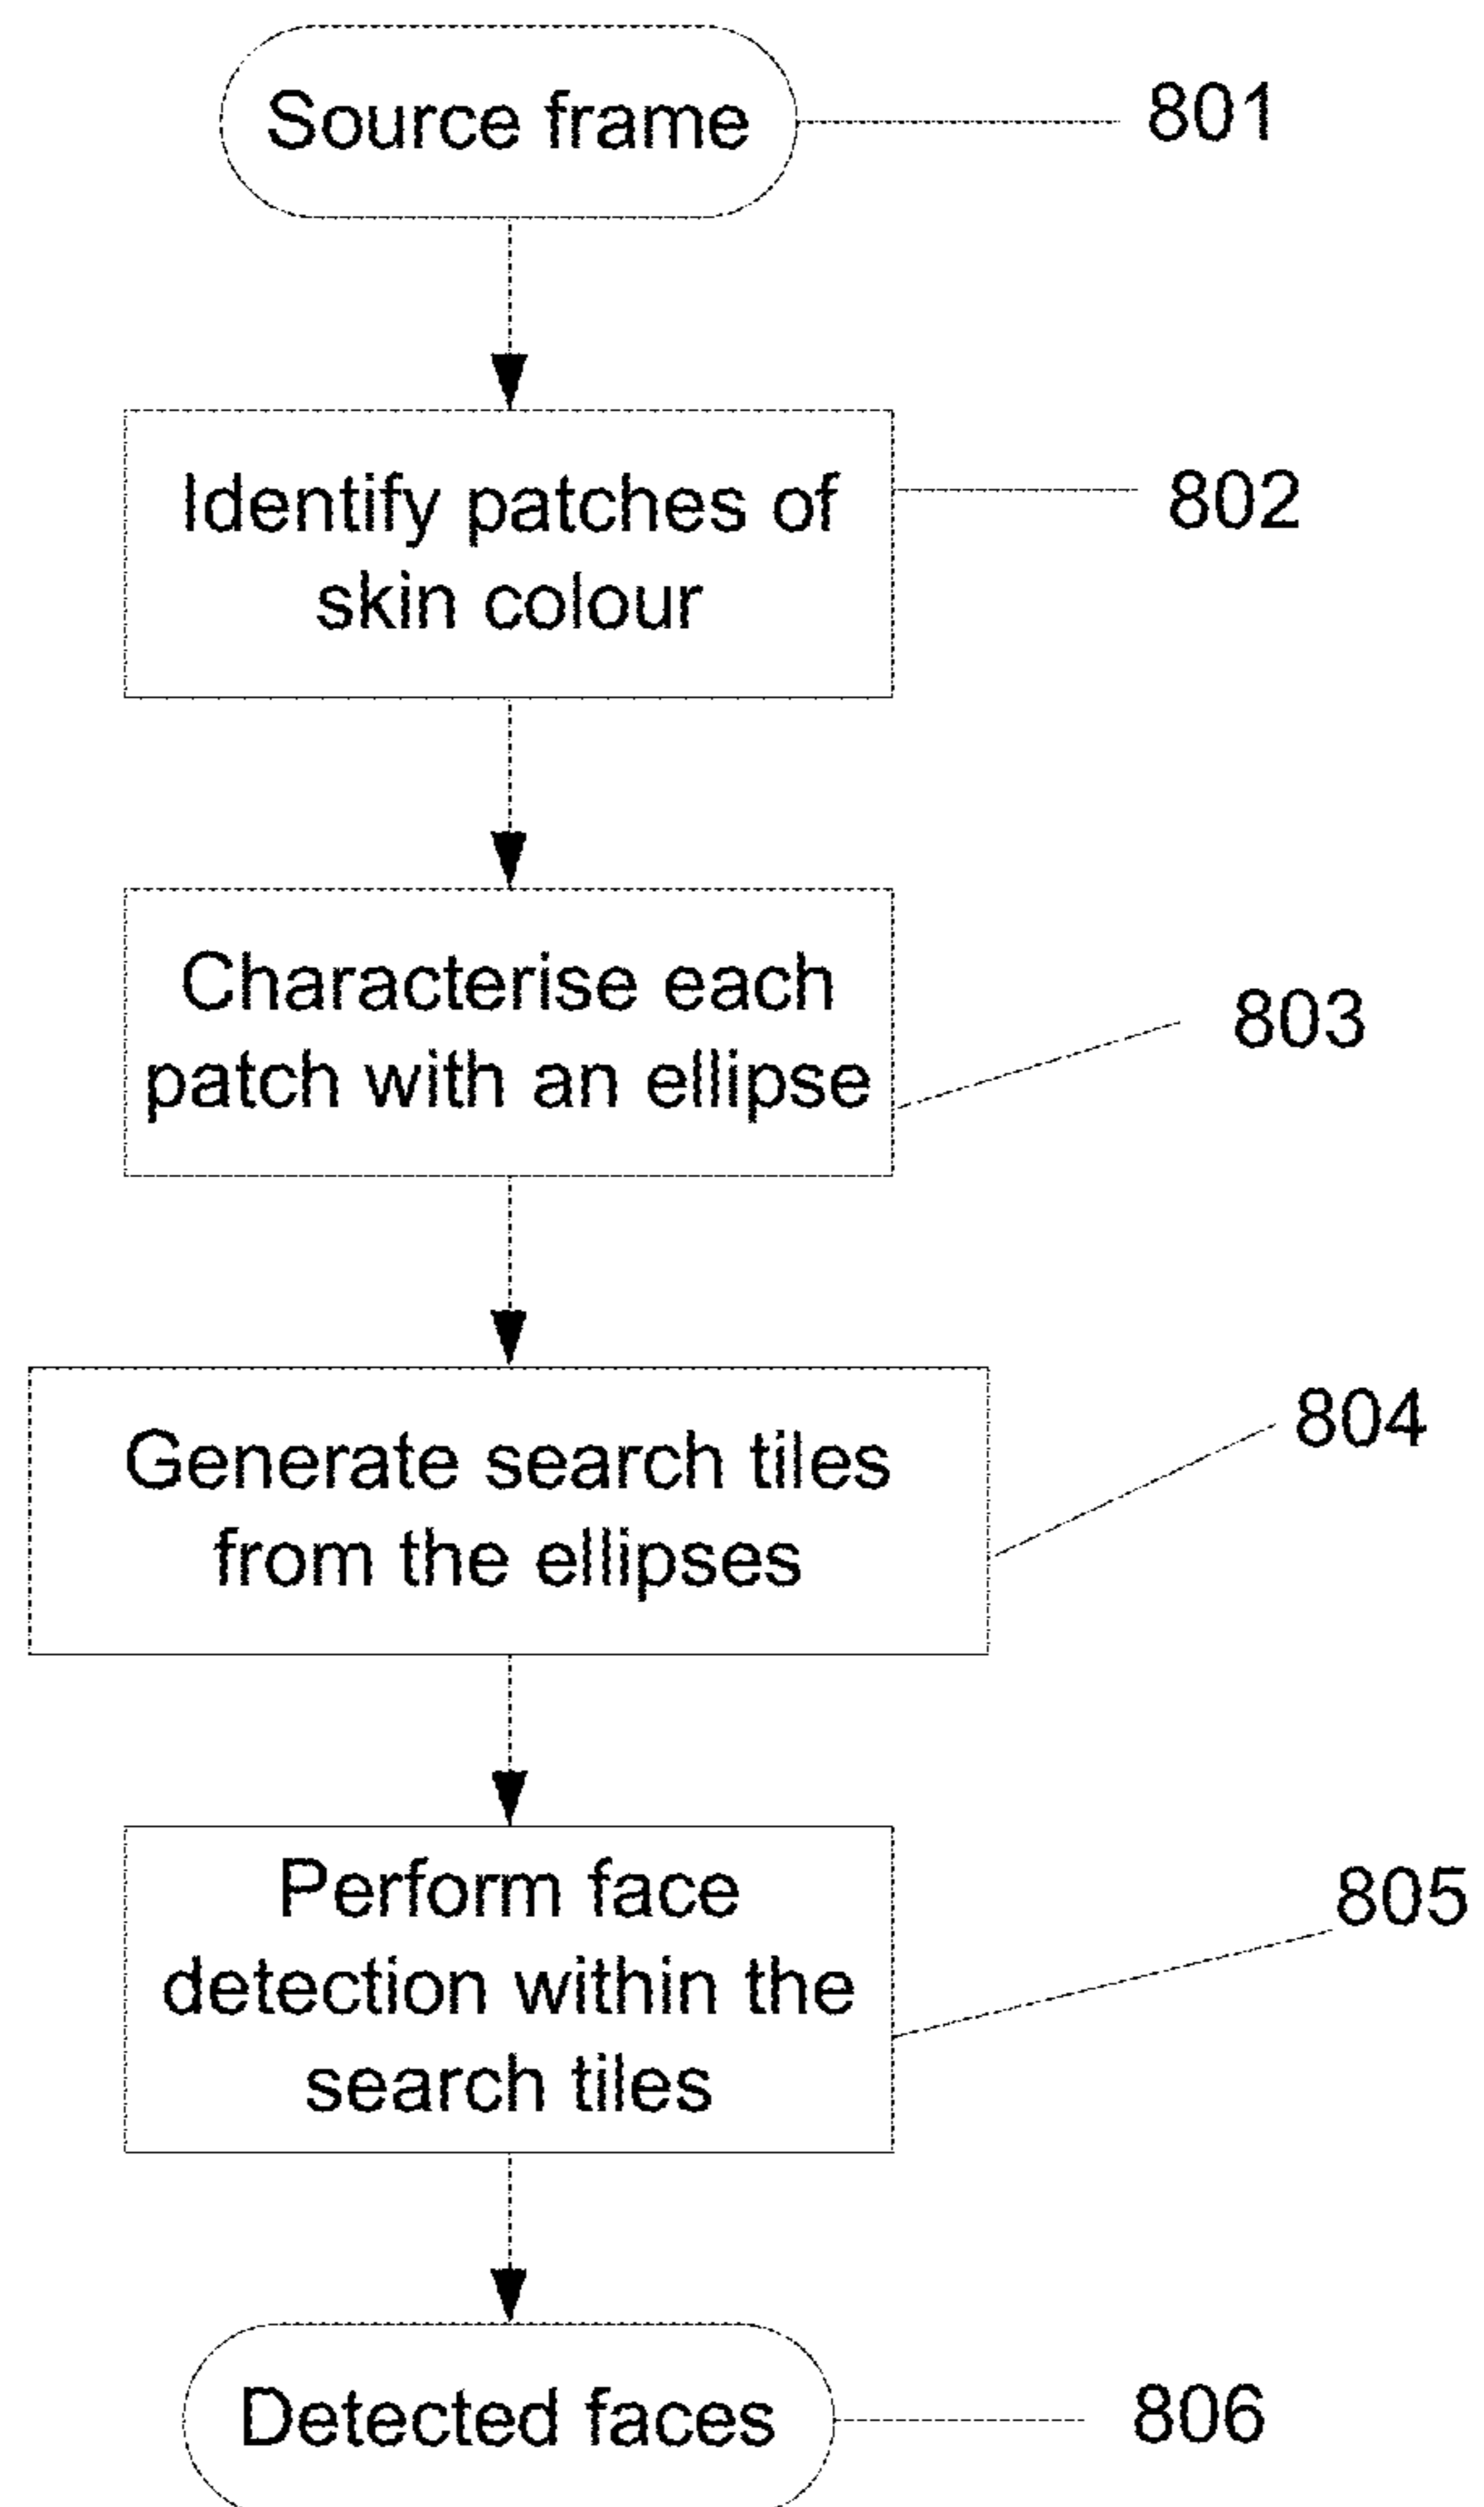 Source frame
801
Identify patches of
skin colour
802
Characterise each
patch with an ellipse
803
Generate search tiles
from the ellipses
804
Perform face
detection within the
search tiles
805
Detected faces
806